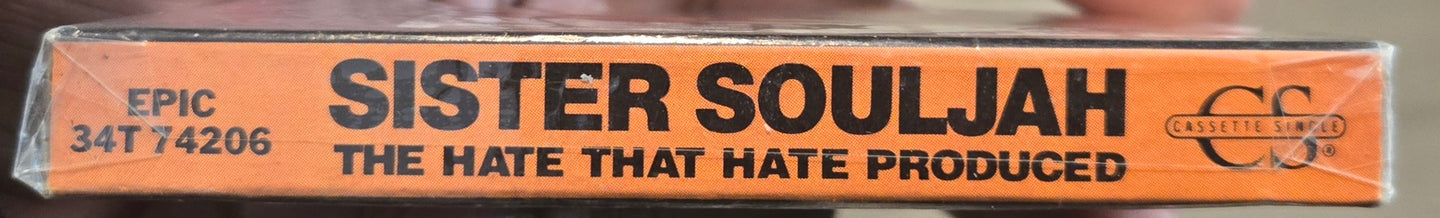 EPIC
34T 74206
SISTER SOULJAH
THE HATE THAT HATE PRODUCED
CS
CASSETTE SINGLE
®